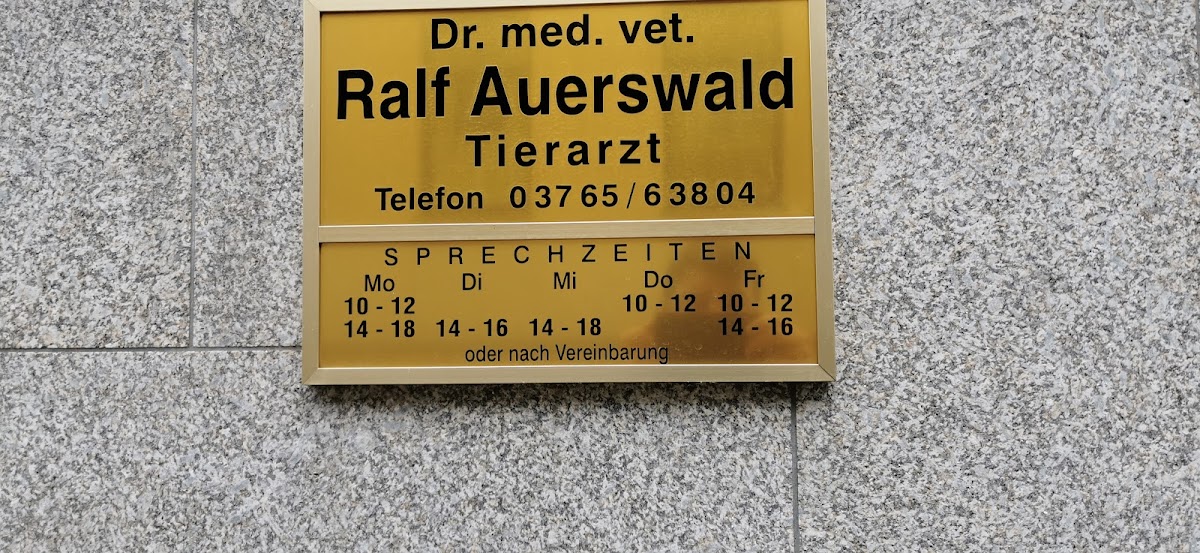 Dr. med. vet.
Ralf Auerswald
Tierarzt
Telefon 03765/63804
SPRECHZEITEN
Mo Di Mi Do Fr
10 - 12 10 - 12 10 - 12
14 - 18 14 - 16 14 - 18 14 - 16
oder nach Vereinbarung